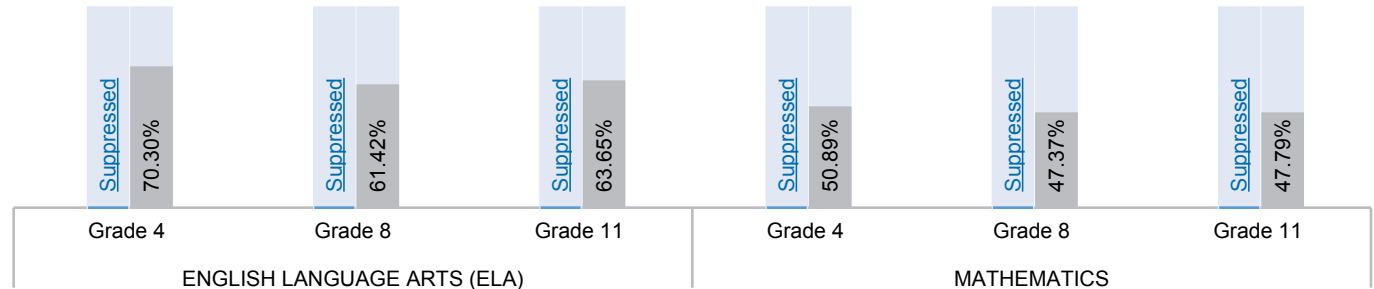 Suppressed
70.30%
Suppressed
61.42%
Suppressed
63.65%
Suppressed
50.89%
Suppressed
47.37%
Suppressed
47.79%
Grade 4
Grade 8
Grade 11
Grade 4
Grade 8
Grade 11
ENGLISH LANGUAGE ARTS (ELA)
MATHEMATICS